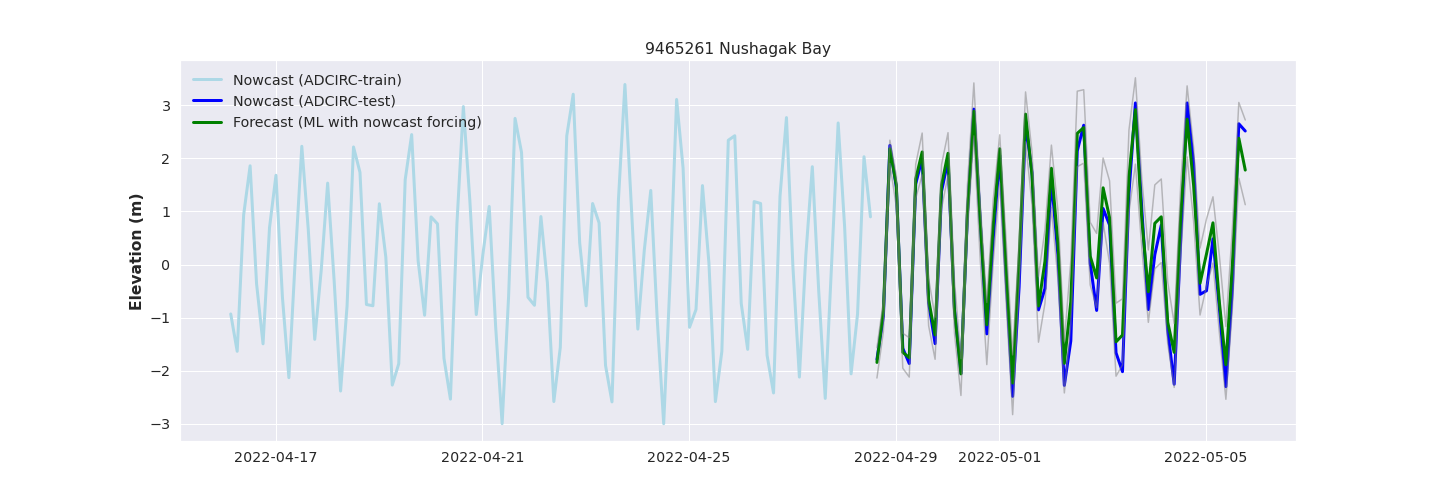 9465261 Nushagak Bay
Nowcast (ADCIRC-train)
Nowcast (ADCIRC-test)
Forecast (ML with nowcast forcing)
Elevation (m)
3
2
1
0
−1
−2
−3
2022-04-17
2022-04-21
2022-04-25
2022-04-29
2022-05-01
2022-05-05